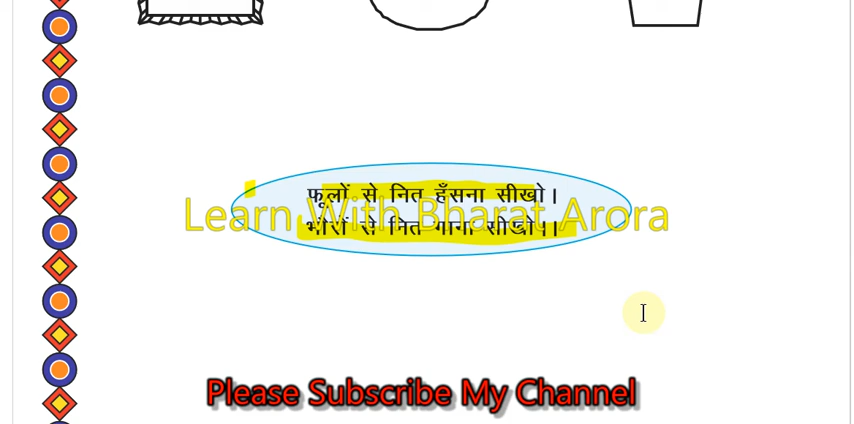 फूलों से नित हँसना सीखो।
Learn With Bharat Arora
भौंरों से नित गाना सीखो।।
Please Subscribe My Channel